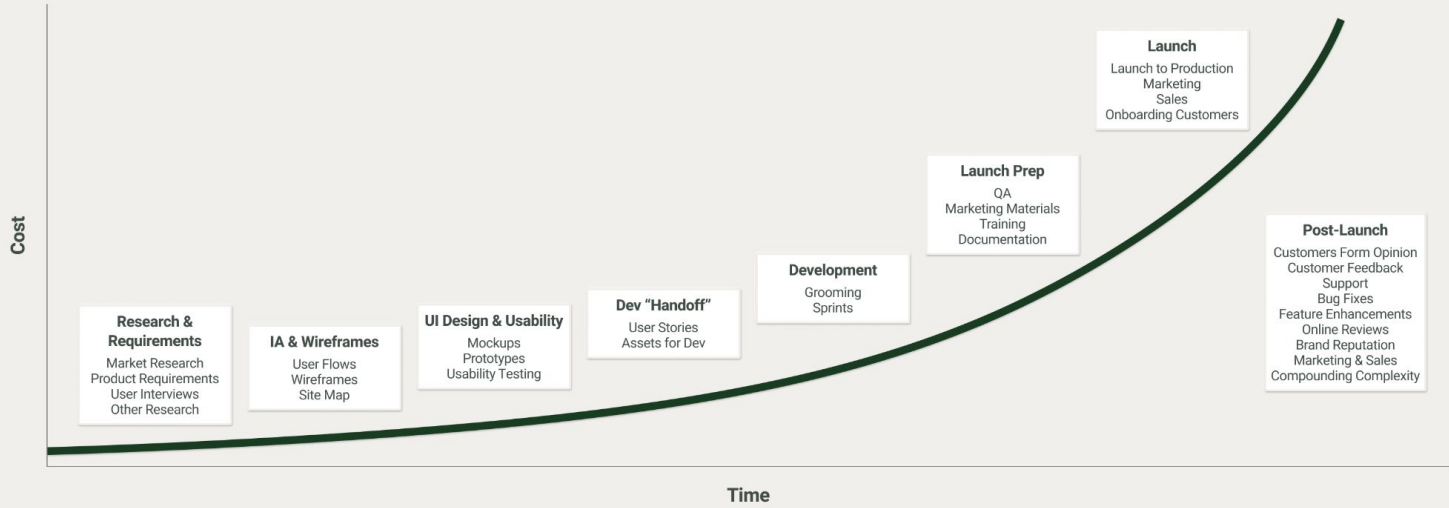 Cost
Research &
Requirements
Market Research
Product Requirements
User Interviews
Other Research
IA & Wireframes
User Flows
Wireframes
Site Map
UI Design & Usability
Mockups
Prototypes
Usability Testing
Dev “Handoff”
User Stories
Assets for Dev
Development
Grooming
Sprints
Launch Prep
QA
Marketing Materials
Training
Documentation
Launch
Launch to Production
Marketing
Sales
Onboarding Customers
Post-Launch
Customers Form Opinion
Customer Feedback
Support
Bug Fixes
Feature Enhancements
Online Reviews
Brand Reputation
Marketing & Sales
Compounding Complexity
Time